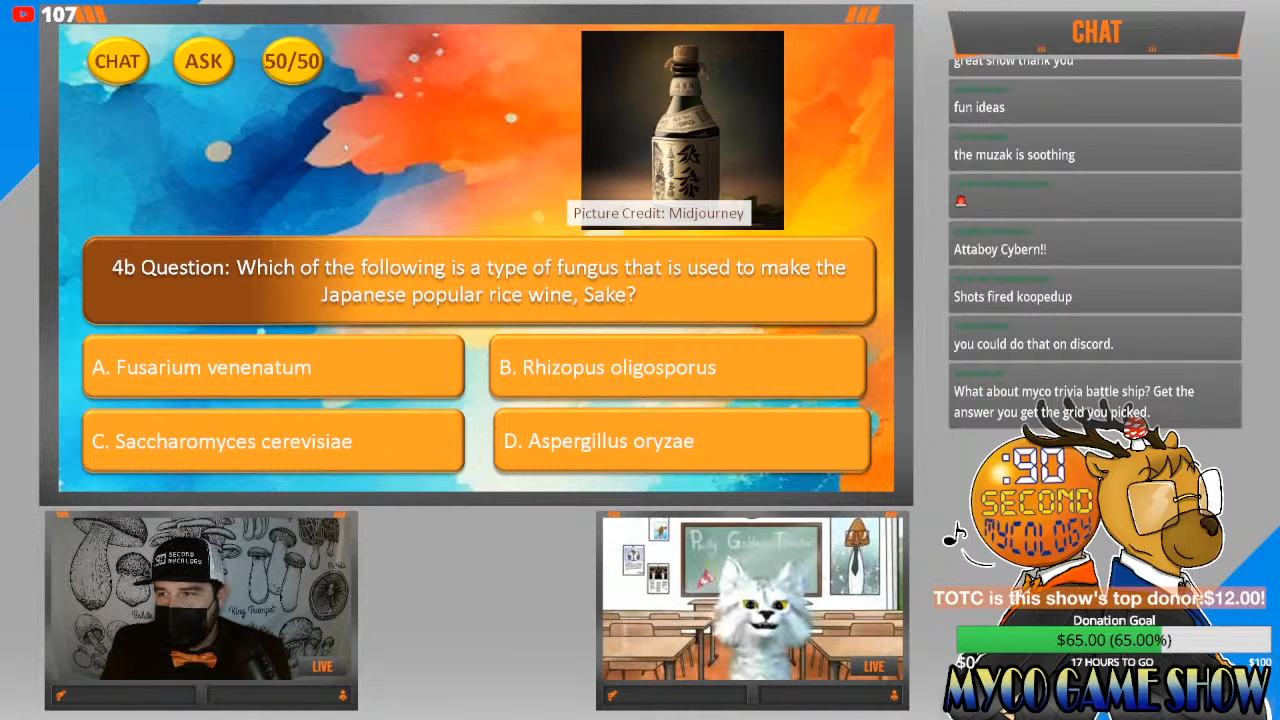 107
CHAT
ASK
50/50
Picture Credit: Midjourney
4b Question: Which of the following is a type of fungus that is used to make the
Japanese popular rice wine, Sake?
A. Fusarium venenatum
B. Rhizopus oligosporus
C. Saccharomyces cerevisiae
D. Aspergillus oryzae
CHAT
great show thank you
fun ideas
the muzak is soothing
Attaboy Cybern!!
Shots fired koopedup
you could do that on discord.
What about myco trivia battle ship? Get the
answer you get the grid you picked.
:90
SECOND
MYCOLOGY
TOTC is this show's top donor:$12.00!
Donation Goal
$65.00 (65.00%)
$0
17 HOURS TO GO
$100
MYCO GAME SHOW
90 SECOND
MYCOLOGY
King Trumpet
LIVE
LIVE